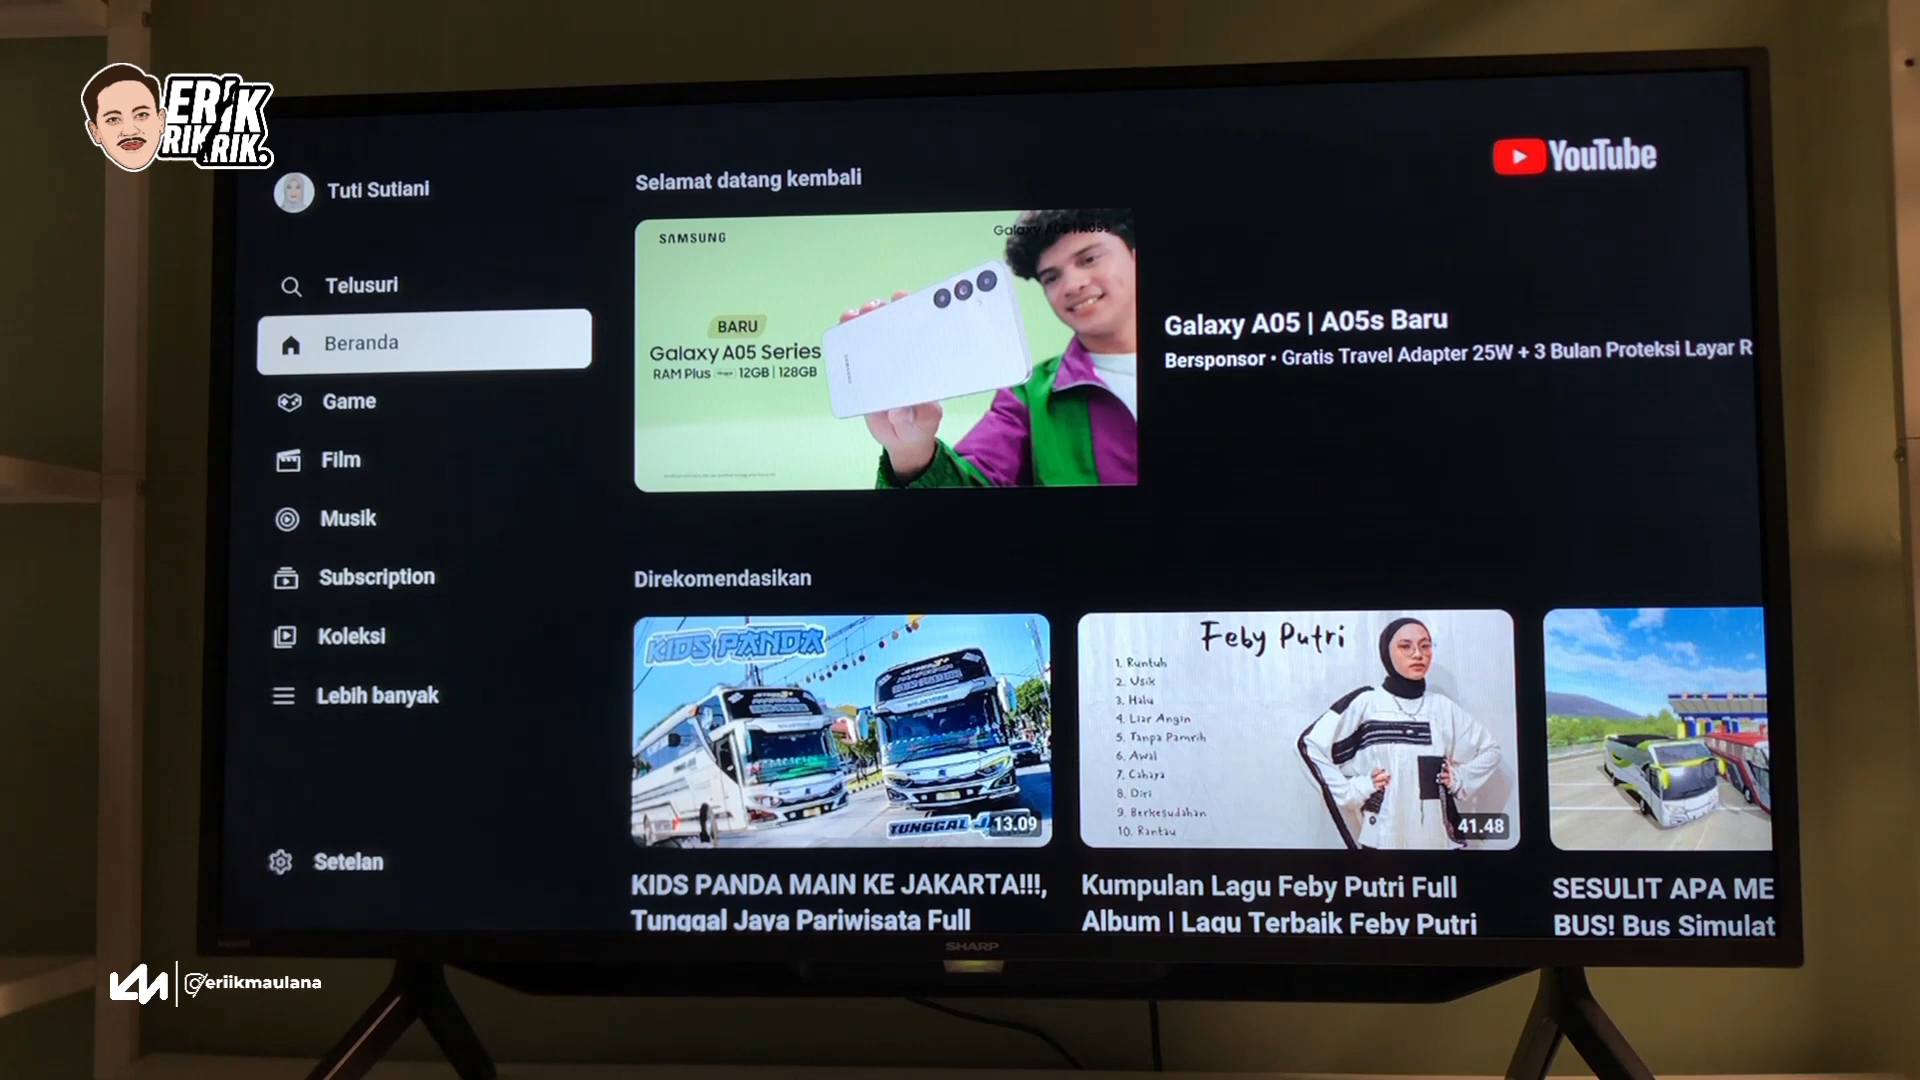 ERIK
RIK
RIK.
YouTube
Tuti Sutiani
Selamat datang kembali
Telusuri
Beranda
Game
Film
Musik
Subscription
Koleksi
Lebih banyak
Setelan
SAMSUNG
Galaxy A05 | A05s
BARU
Galaxy A05 Series
RAM Plus 12GB | 128GB
Galaxy A05 | A05s Baru
Bersponsor • Gratis Travel Adapter 25W + 3 Bulan Proteksi Layar R
Direkomendasikan
KIDS PANDA
TUNGGAL J
13.09
KIDS PANDA MAIN KE JAKARTA!!!,
Tunggal Jaya Pariwisata Full
Feby Putri
1. Runtuh
2. Usik
3. Halu
4. Liar Angin
5. Tanpa Pamrih
6. Awal
7. Cahaya
8. Diri
9. Berkesudahan
10. Rantau
41.48
Kumpulan Lagu Feby Putri Full
Album | Lagu Terbaik Feby Putri
SESULIT APA ME
BUS! Bus Simulat
SHARP
@eriikmaulana